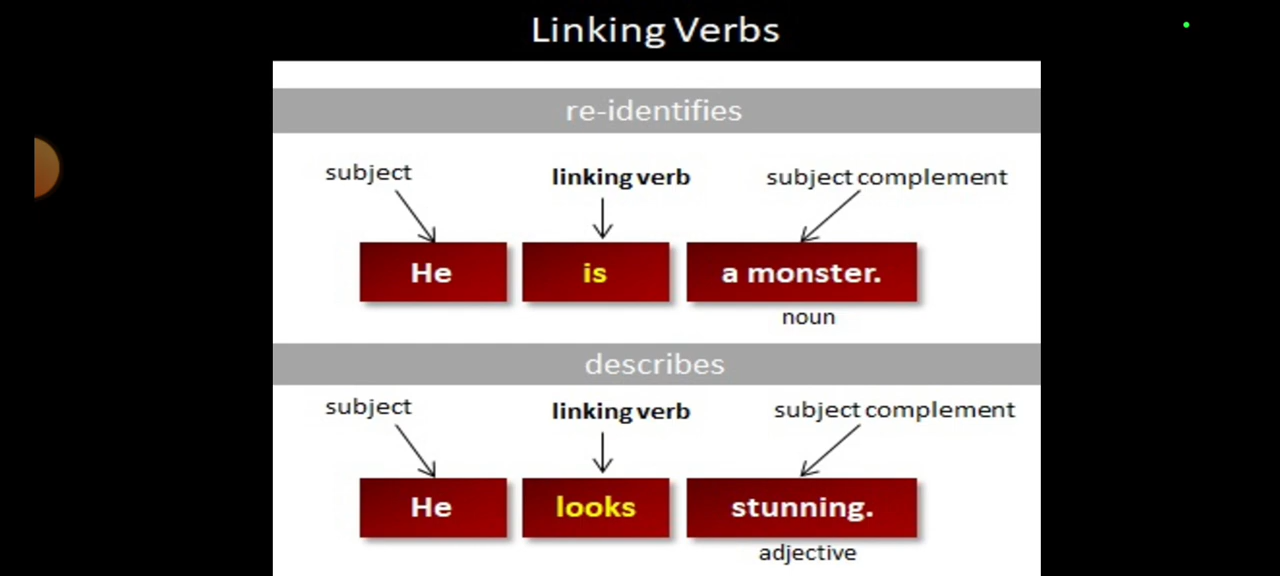 Linking Verbs
re-identifies
subject linking verb subject complement
He is a monster.
noun
describes
subject linking verb subject complement
He looks stunning.
adjective